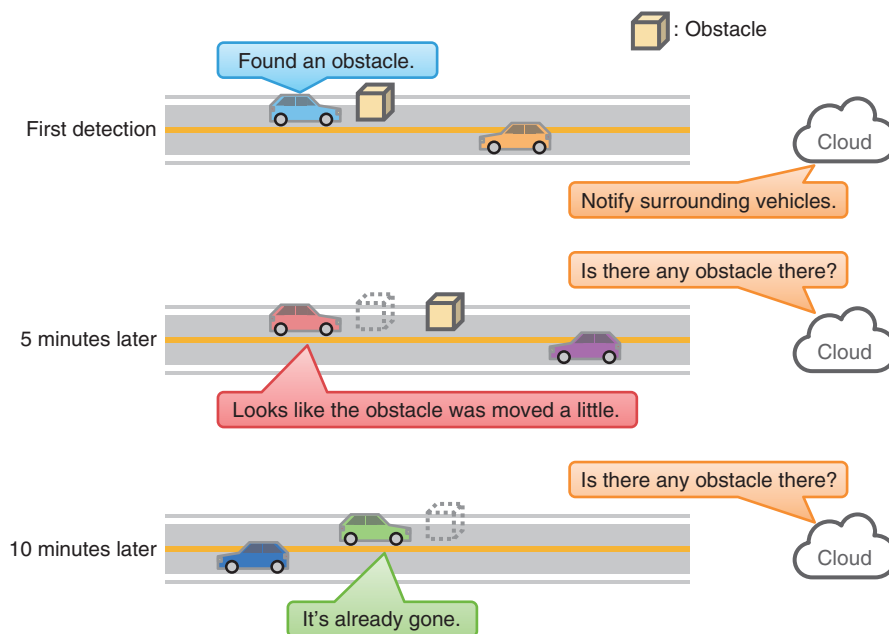 : Obstacle
Found an obstacle.
First detection
Cloud
Notify surrounding vehicles.
Is there any obstacle there?
5 minutes later
Cloud
Looks like the obstacle was moved a little.
Is there any obstacle there?
10 minutes later
Cloud
It's already gone.